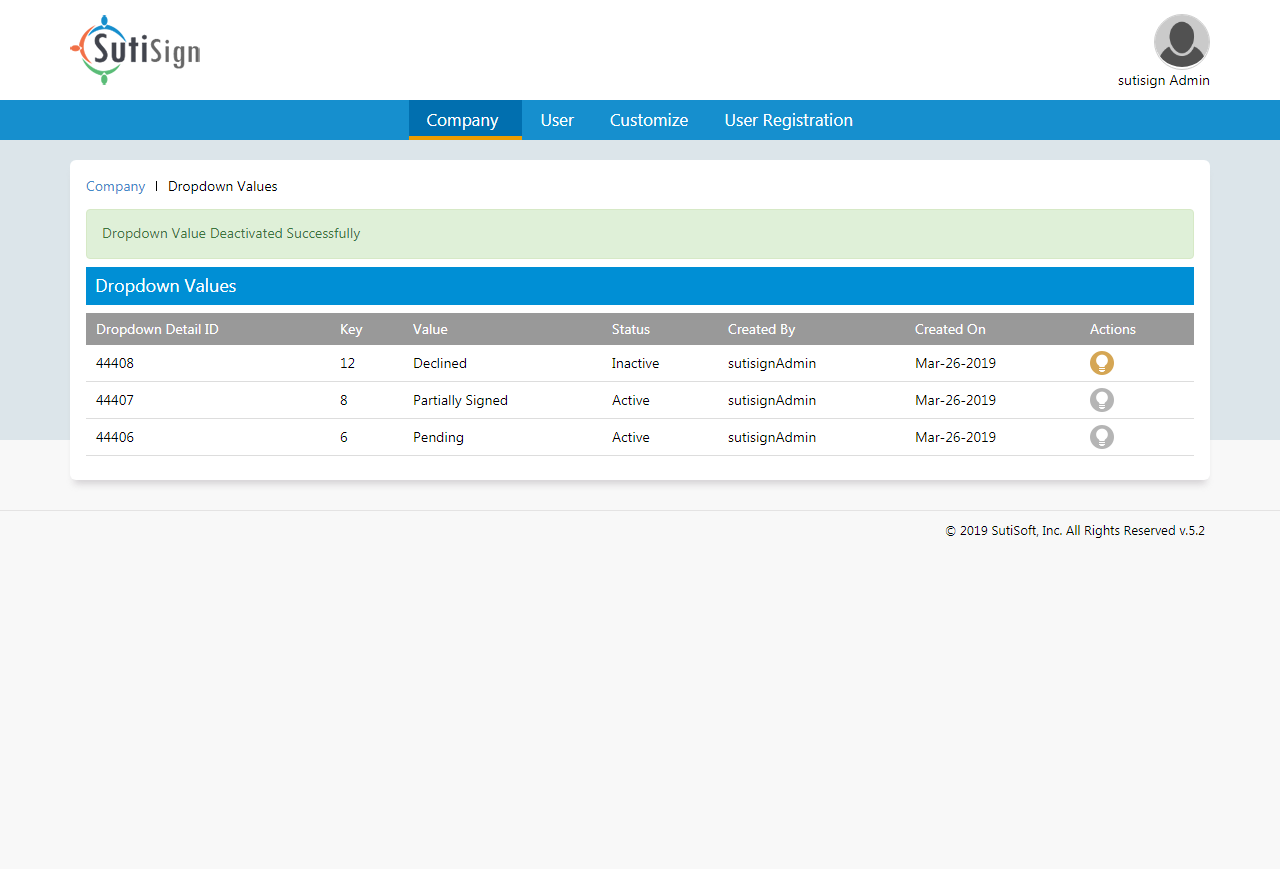 SutiSign
sutisign Admin
Company User Customize User Registration
Company I Dropdown Values
Dropdown Value Deactivated Successfully
Dropdown Values
Dropdown Detail ID Key Value Status Created By Created On Actions
44408 12 Declined Inactive sutisignAdmin Mar-26-2019
44407 8 Partially Signed Active sutisignAdmin Mar-26-2019
44406 6 Pending Active sutisignAdmin Mar-26-2019
© 2019 SutiSoft, Inc. All Rights Reserved v.5.2